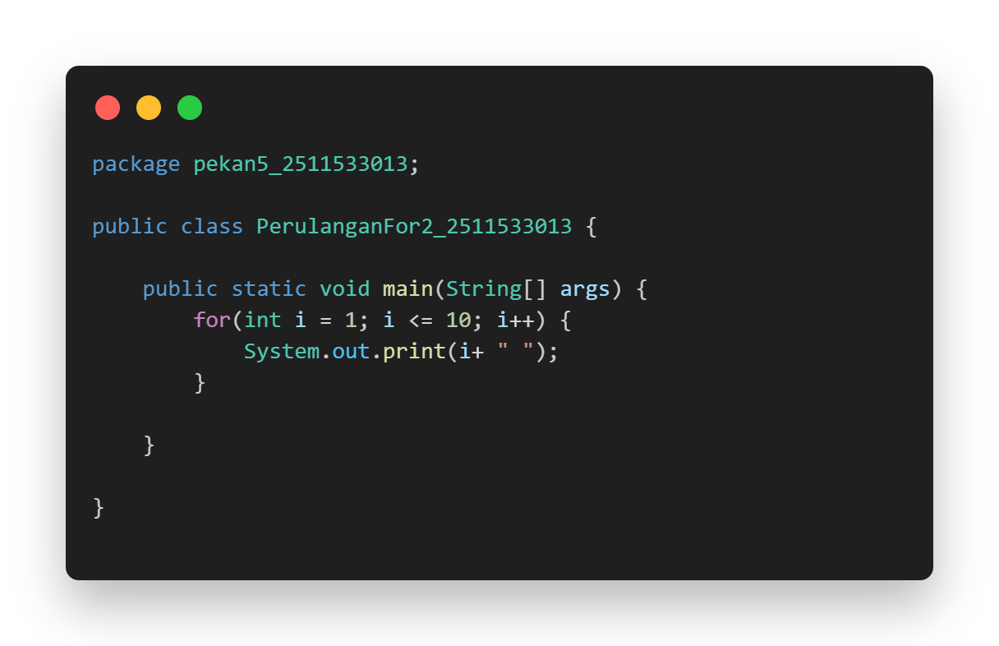 package pekan5_2511533013;
public class PerulanganFor2_2511533013 {
    public static void main(String[] args) {
        for(int i = 1; i <= 10; i++) {
            System.out.print(i+ " ");
        }
    }
}